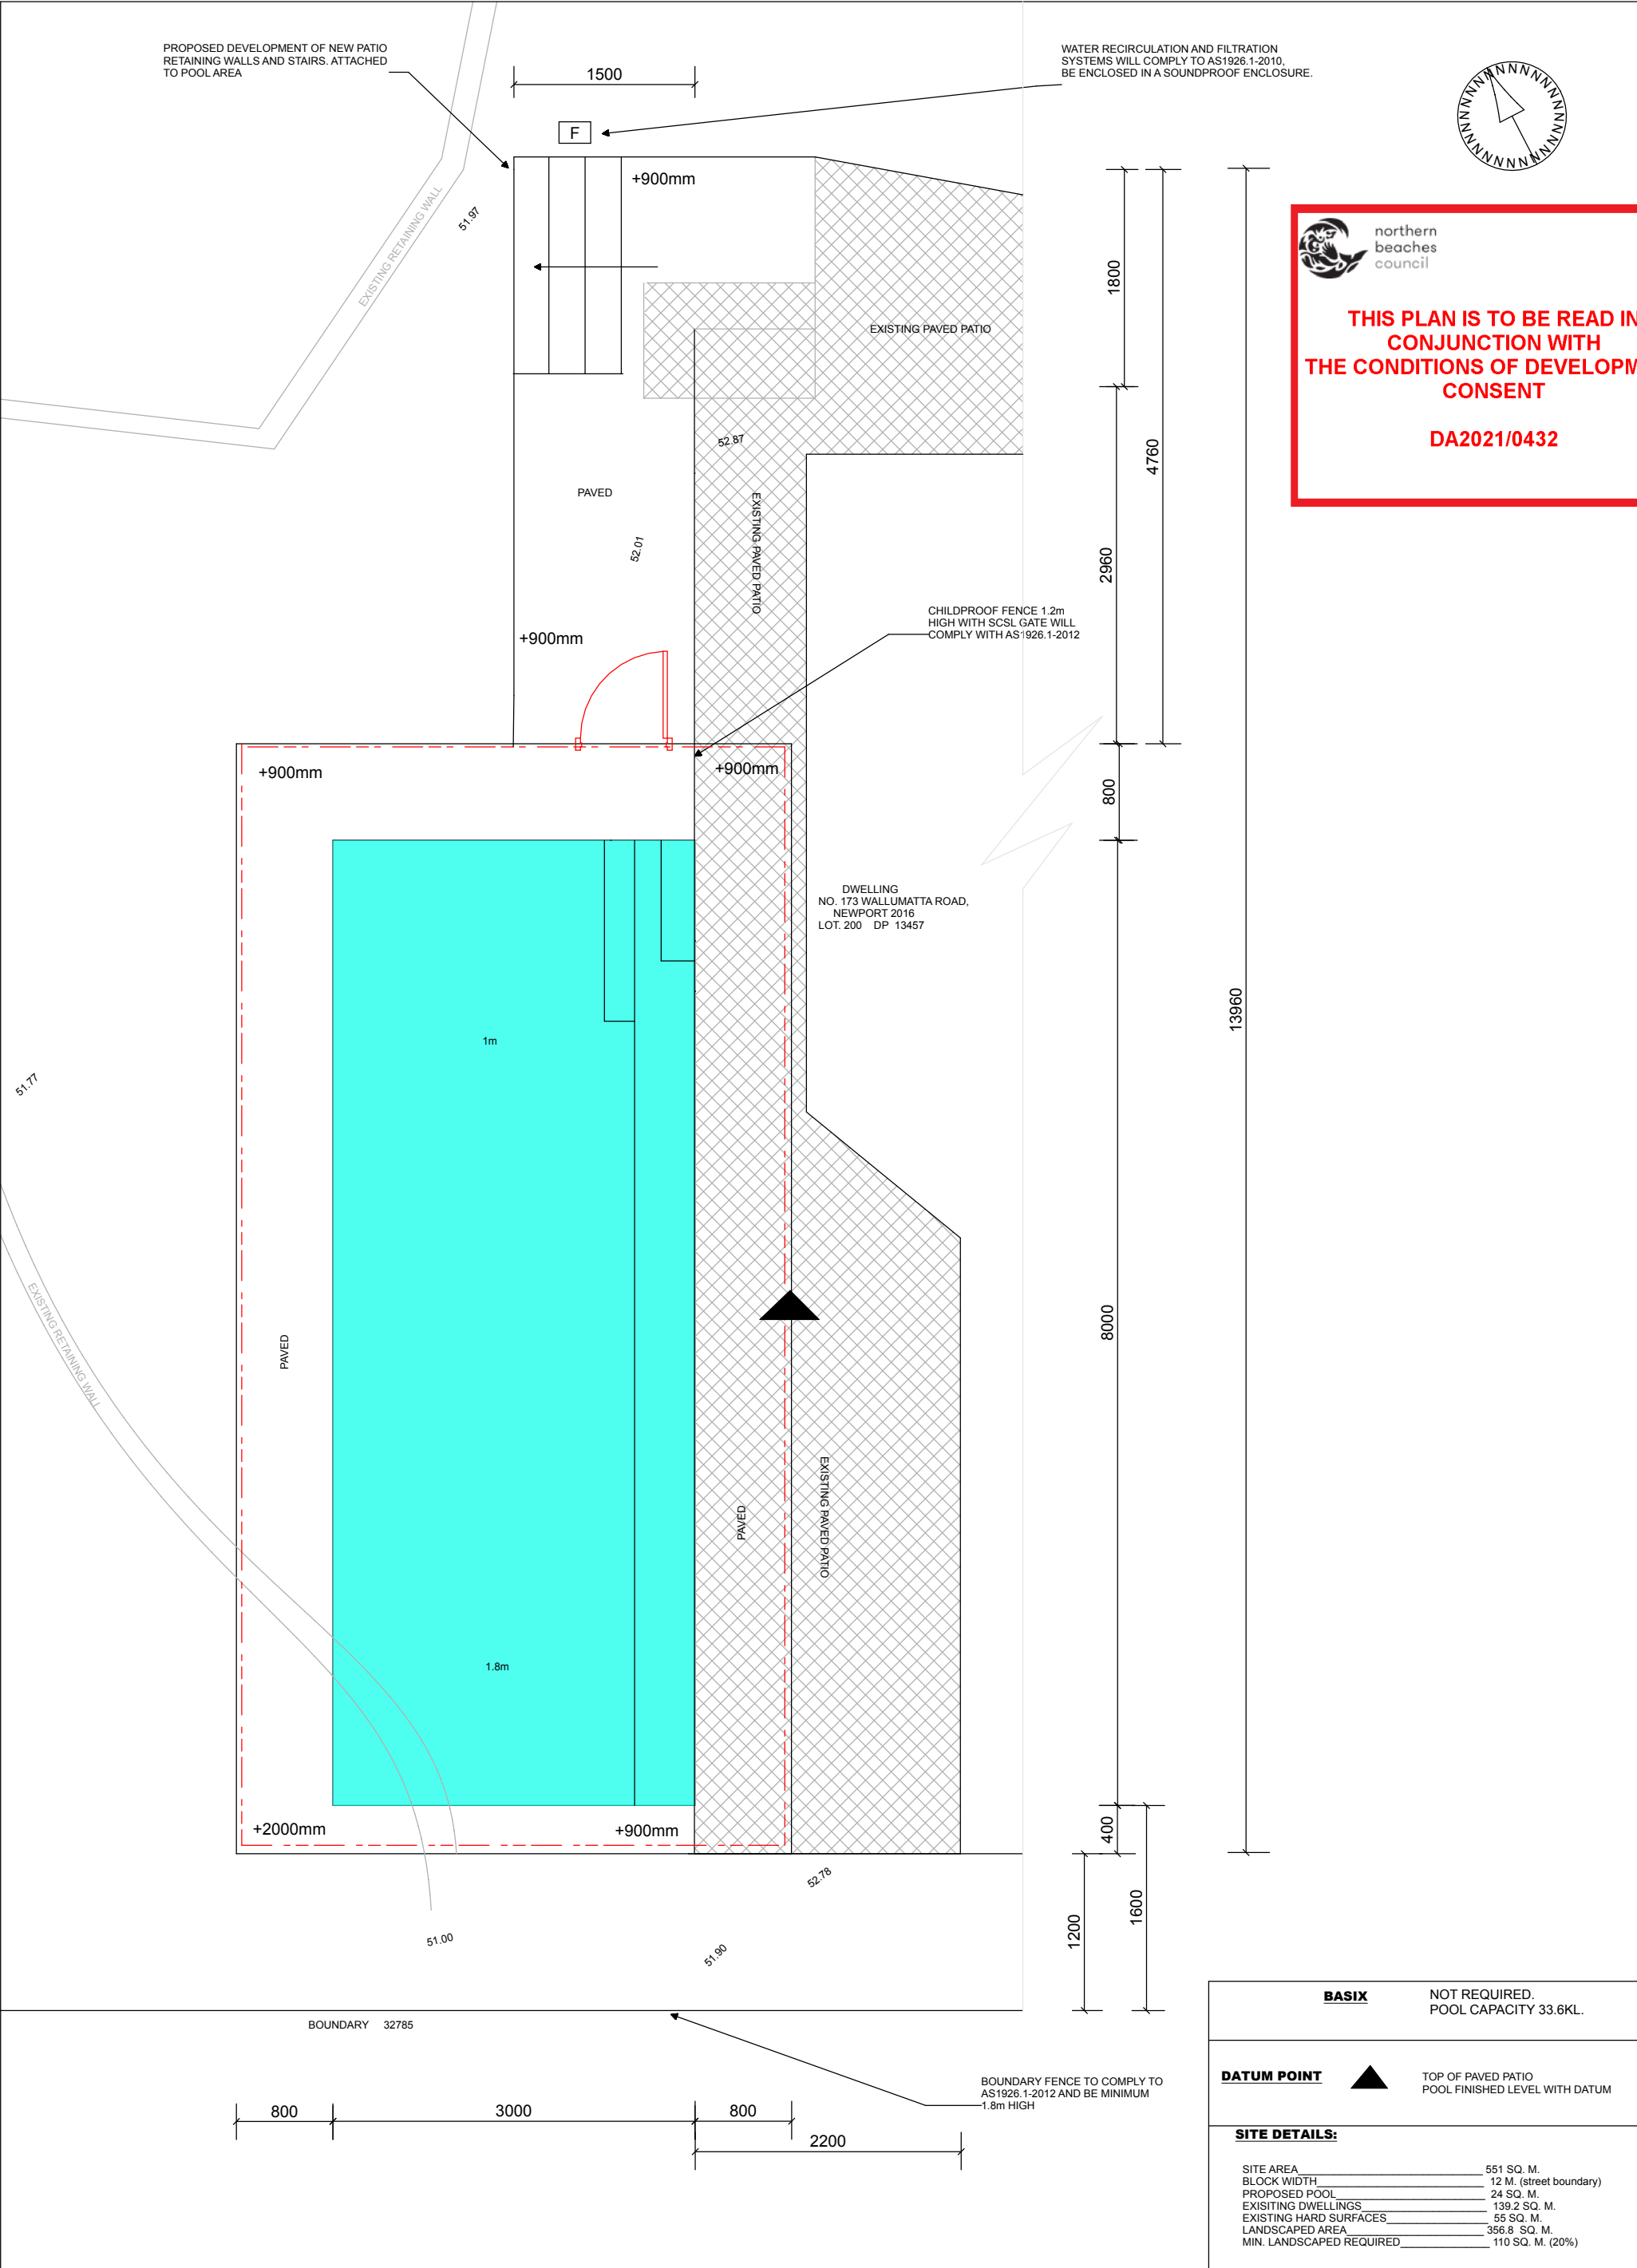 PROPOSED DEVELOPMENT OF NEW PATIO
RETAINING WALLS AND STAIRS. ATTACHED
TO POOL AREA
1500
WATER RECIRCULATION AND FILTRATION
SYSTEMS WILL COMPLY TO AS1926.1-2010,
BE ENCLOSED IN A SOUNDPROOF ENCLOSURE.
F
+900mm
51.97
EXISTING RETAINING WALL
northern
beaches
council
THIS PLAN IS TO BE READ IN
CONJUNCTION WITH
THE CONDITIONS OF DEVELOPM
CONSENT
DA2021/0432
1800
EXISTING PAVED PATIO
4760
52.87
PAVED
EXISTING PAVED PATIO
52.01
2960
CHILDPROOF FENCE 1.2m
HIGH WITH SCSL GATE WILL
COMPLY WITH AS1926.1-2012
+900mm
+900mm
+900mm
800
DWELLING
NO. 173 WALLUMATTA ROAD,
NEWPORT 2016
LOT. 200 DP 13457
13960
1m
51.77
8000
EXISTING RETAINING WALL
PAVED
PAVED
EXISTING PAVED PATIO
1.8m
+2000mm
+900mm
400
52.78
1200
1600
51.00
51.90
BOUNDARY 32785
BOUNDARY FENCE TO COMPLY TO
AS1926.1-2012 AND BE MINIMUM
1.8m HIGH
800
3000
800
2200
BASIX NOT REQUIRED.
POOL CAPACITY 33.6KL.
DATUM POINT TOP OF PAVED PATIO
POOL FINISHED LEVEL WITH DATUM
SITE DETAILS:
SITE AREA 551 SQ. M.
BLOCK WIDTH 12 M. (street boundary)
PROPOSED POOL 24 SQ. M.
EXISITING DWELLINGS 139.2 SQ. M.
EXISTING HARD SURFACES 55 SQ. M.
LANDSCAPED AREA 356.8 SQ. M.
MIN. LANDSCAPED REQUIRED 110 SQ. M. (20%)